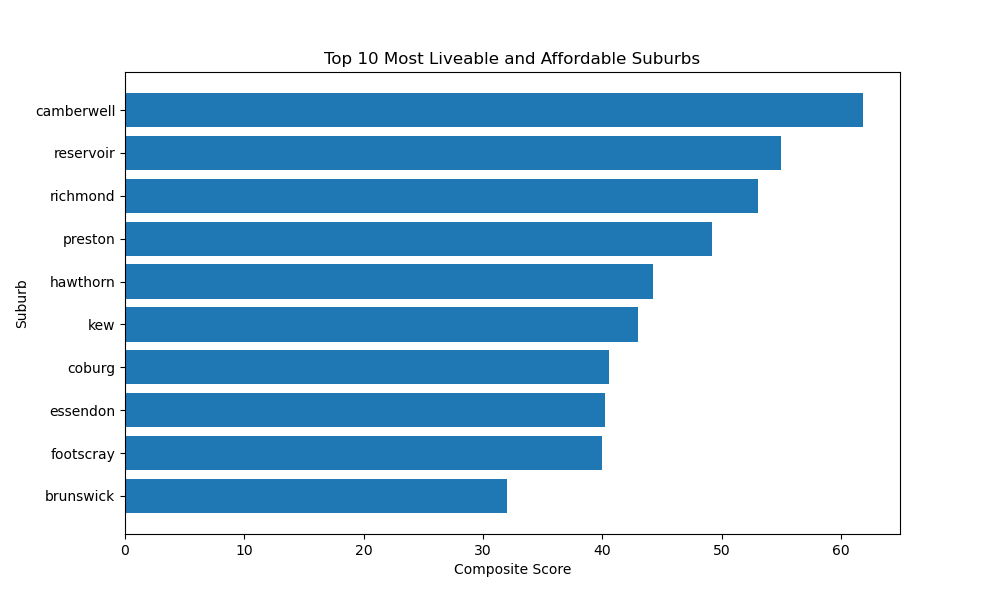 Top 10 Most Liveable and Affordable Suburbs
Suburb
camberwell
reservoir
richmond
preston
hawthorn
kew
coburg
essendon
footscray
brunswick
0 10 20 30 40 50 60
Composite Score